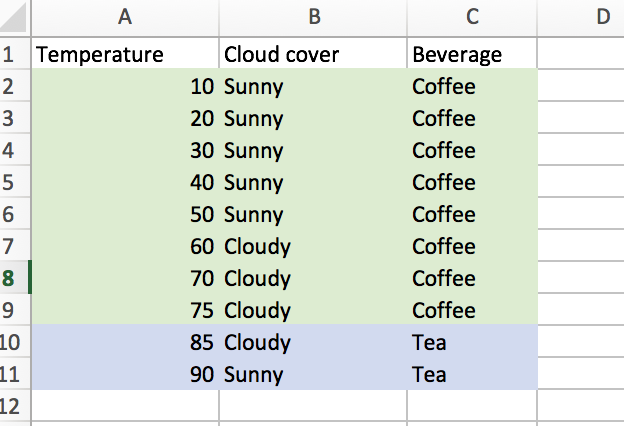 A B C D
1 Temperature Cloud cover Beverage
2 10 Sunny Coffee
3 20 Sunny Coffee
4 30 Sunny Coffee
5 40 Sunny Coffee
6 50 Sunny Coffee
7 60 Cloudy Coffee
8 70 Cloudy Coffee
9 75 Cloudy Coffee
10 85 Cloudy Tea
11 90 Sunny Tea
12